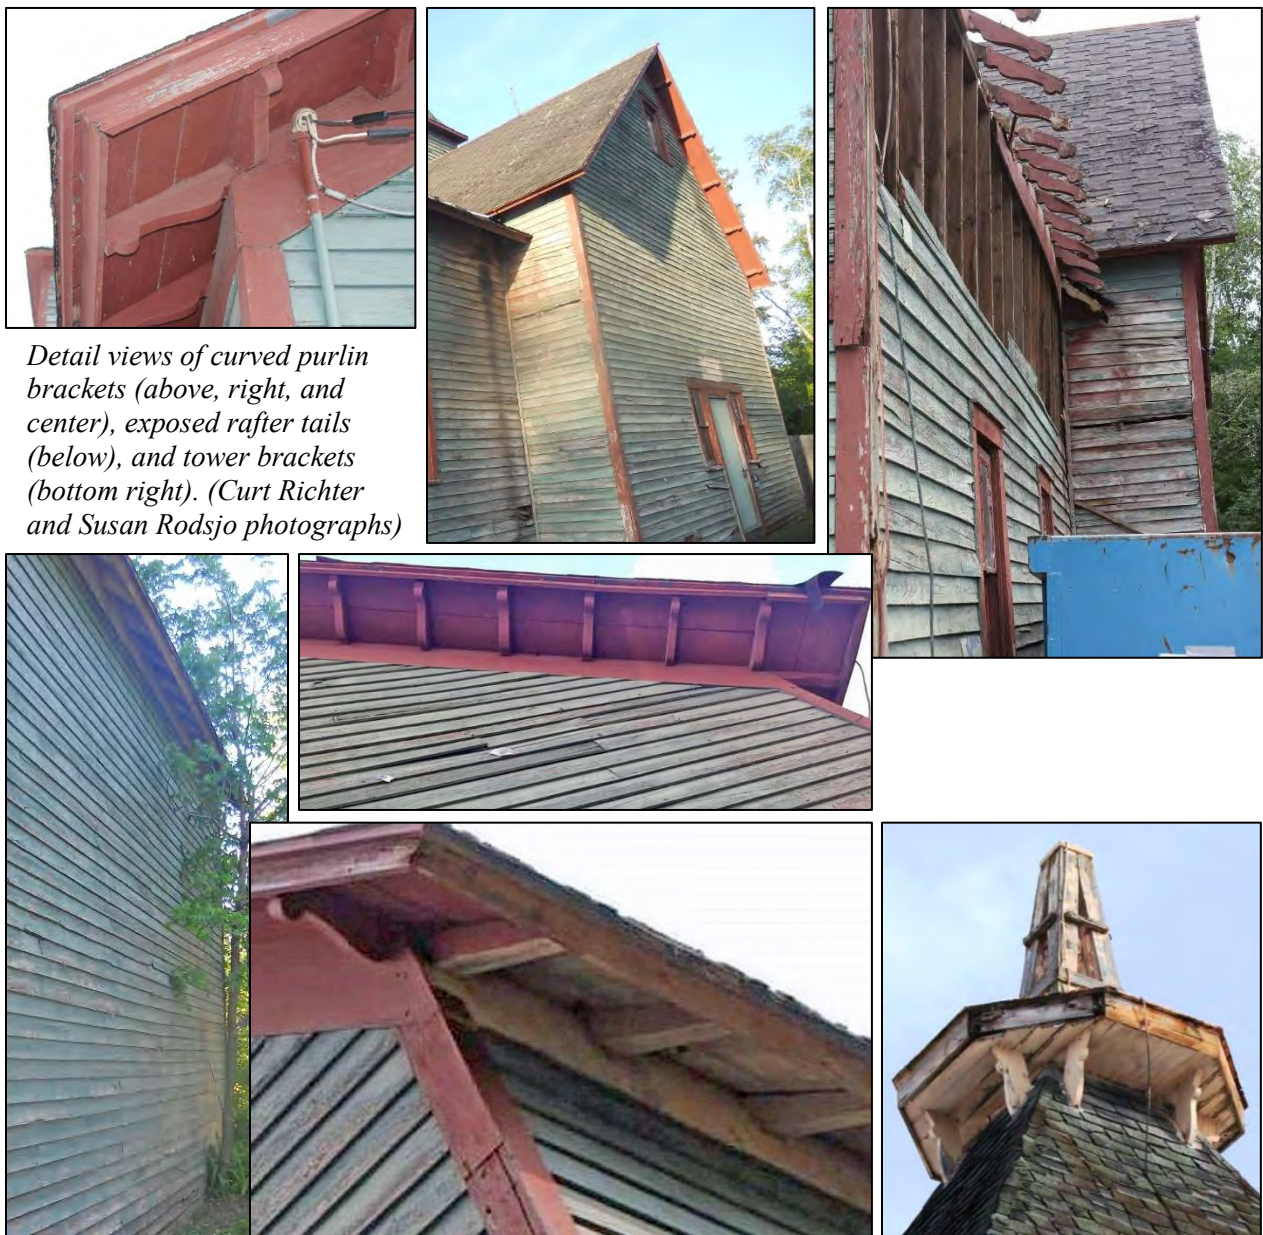 Detail views of curved purlin
brackets (above, right, and
center), exposed rafter tails
(below), and tower brackets
(bottom right). (Curt Richter
and Susan Rodsjo photographs)